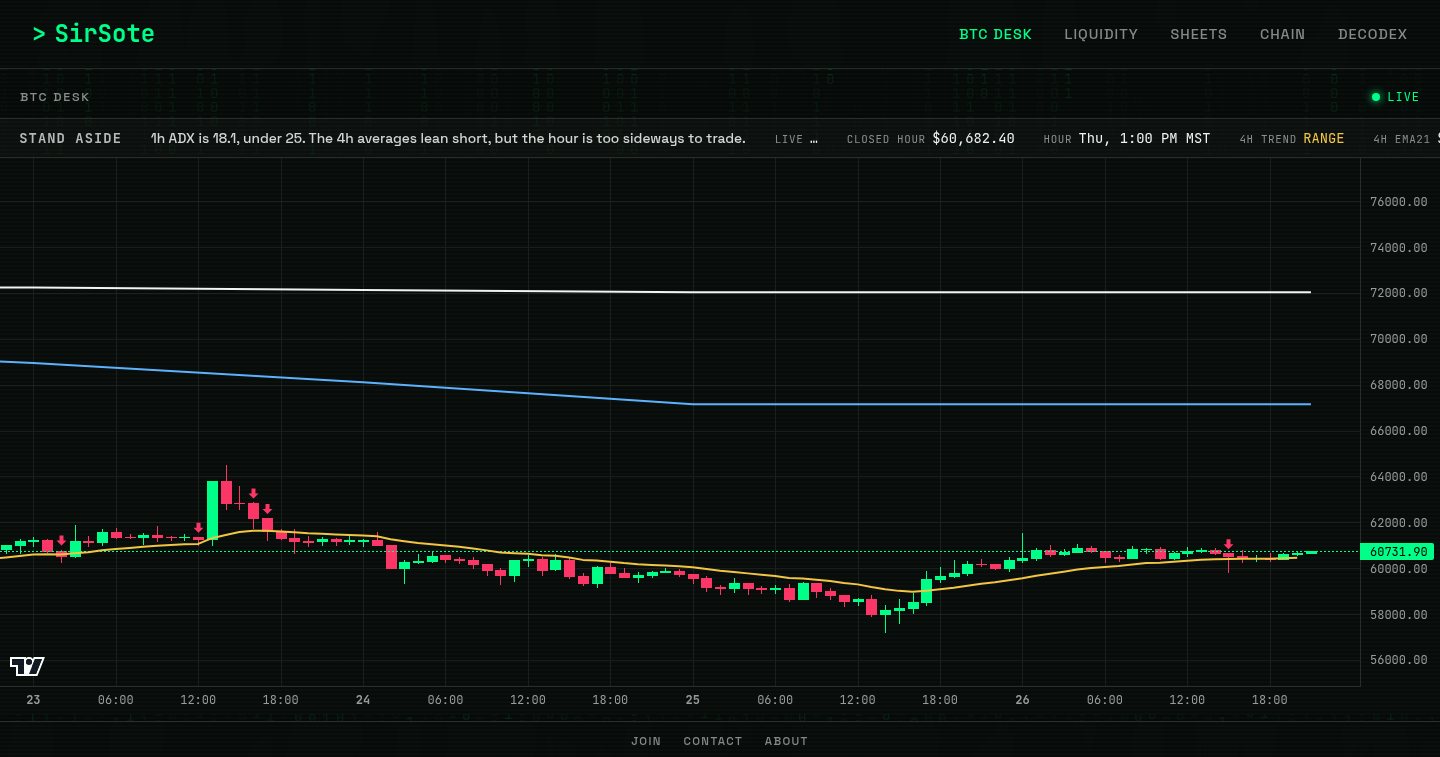 > SirSote
BTC DESK LIQUIDITY SHEETS CHAIN DECODEX
BTC DESK
LIVE
STAND ASIDE 1h ADX is 18.1, under 25. The 4h averages lean short, but the hour is too sideways to trade. LIVE … CLOSED HOUR $60,682.40 HOUR Thu, 1:00 PM MST 4H TREND RANGE 4H EMA21
76000.00
74000.00
72000.00
70000.00
68000.00
66000.00
64000.00
62000.00
60731.90
60000.00
58000.00
56000.00
23 06:00 12:00 18:00 24 06:00 12:00 18:00 25 06:00 12:00 18:00 26 06:00 12:00 18:00
JOIN CONTACT ABOUT